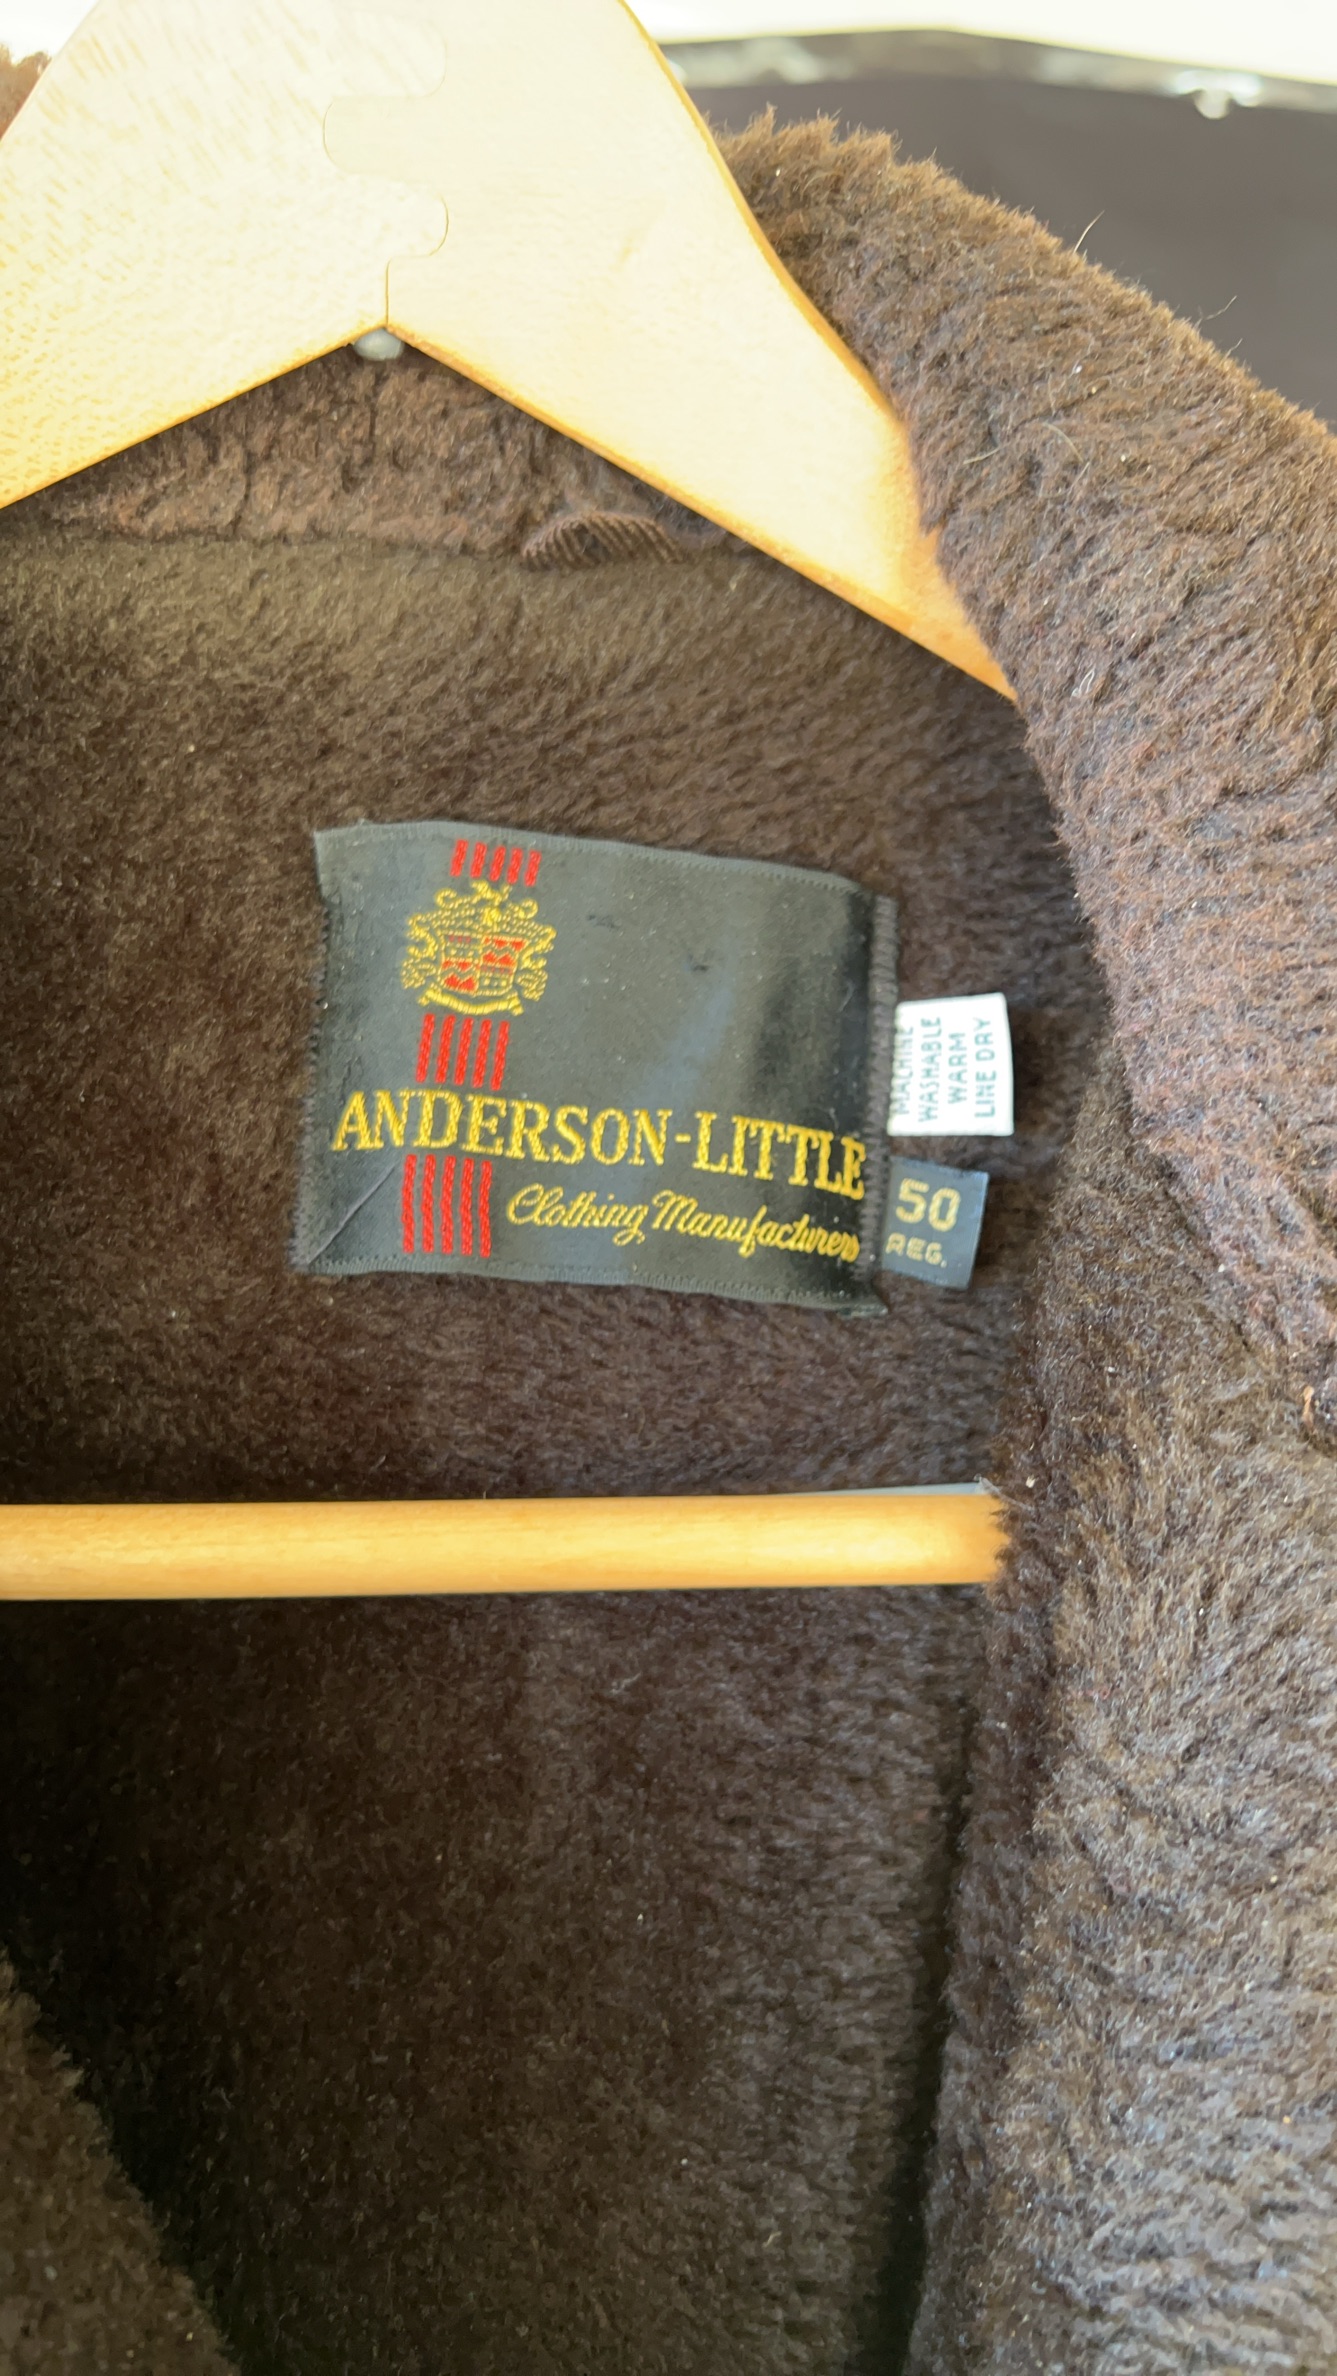 ANDERSON-LITTLE
Clothing Manufacturers
MACHINE
WASHABLE
WARM
LINE DRY
50
REG.